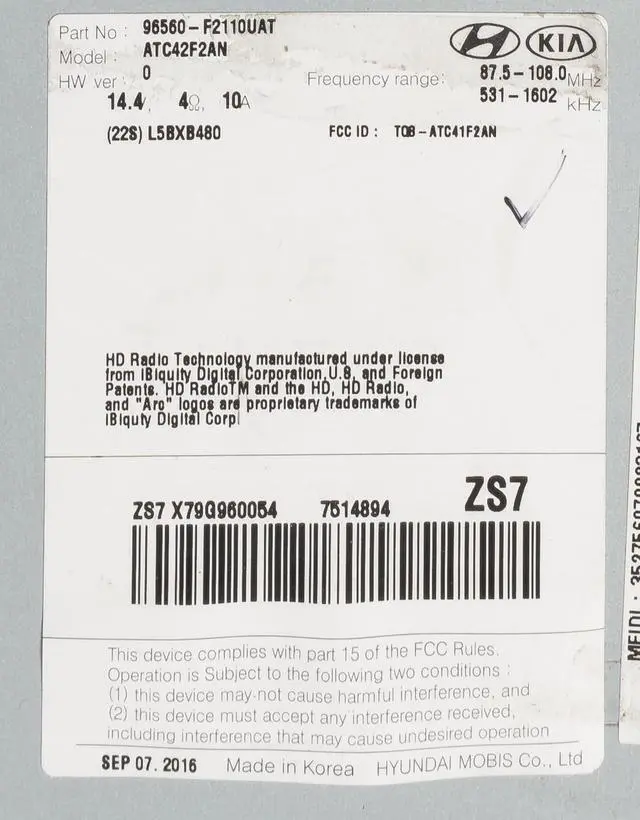 Part No : 96560-F2110UAT
Model : ATC42F2AN
HW ver : 0
KIA
Frequency range: 87.5-108.0 MHz
531-1602 kHz
14.4V, 4Ω, 10A
(22S) L5BXB480
FCC ID : TQ8-ATC41F2AN
HD Radio Technology manufactured under license
from iBiquity Digital Corporation,U.S, and Foreign
Patents. HD RadioTM and the HD, HD Radio,
and "Arc" logos are proprietary trademarks of
iBiquty Digital Corp
ZS7
ZS7 X79G960054 7514894
This device complies with part 15 of the FCC Rules.
Operation is Subject to the following two conditions :
(1) this device may not cause harmful interference, and
(2) this device must accept any interference received,
including interference that may cause undesired operation
SEP 07. 2016 Made in Korea HYUNDAI MOBIS Co., Ltd